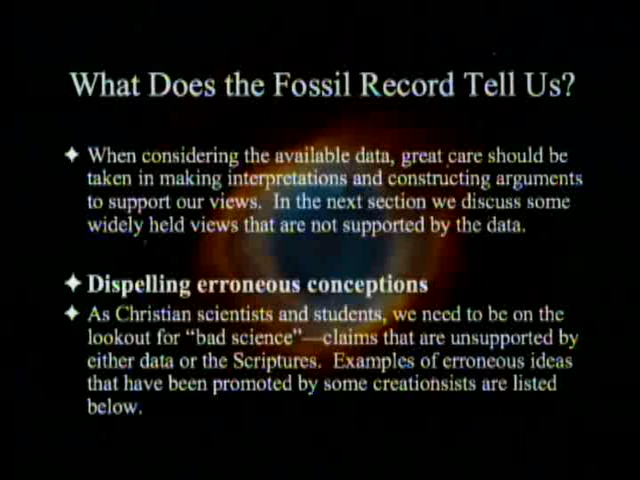 What Does the Fossil Record Tell Us?
✦ When considering the available data, great care should be
taken in making interpretations and constructing arguments
to support our views. In the next section we discuss some
widely held views that are not supported by the data.
✦ Dispelling erroneous conceptions
✦ As Christian scientists and students, we need to be on the
lookout for “bad science”—claims that are unsupported by
either data or the Scriptures. Examples of erroneous ideas
that have been promoted by some creationsists are listed
below.